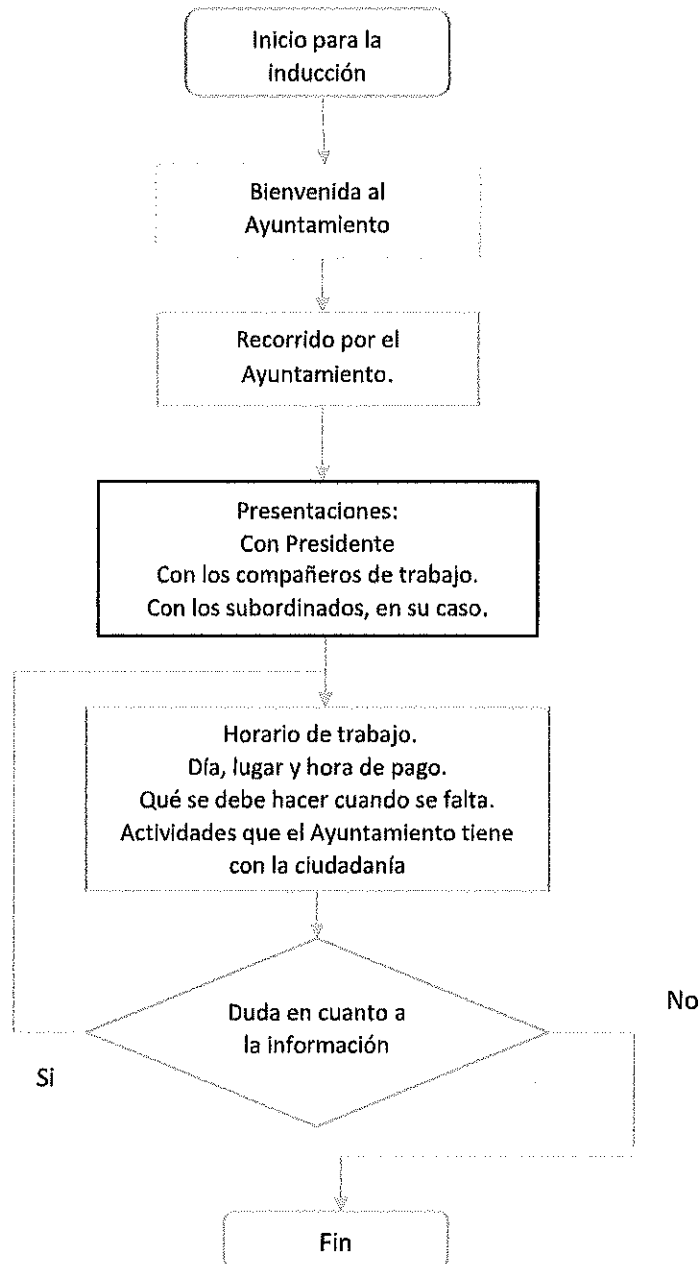 Inicio para la
inducción
Bienvenida al
Ayuntamiento
Recorrido por el
Ayuntamiento.
Presentaciones:
Con Presidente
Con los compañeros de trabajo.
Con los subordinados, en su caso.
Horario de trabajo.
Día, lugar y hora de pago.
Qué se debe hacer cuando se falta.
Actividades que el Ayuntamiento tiene
con la ciudadanía
Duda en cuanto a
la información
No
Si
Fin